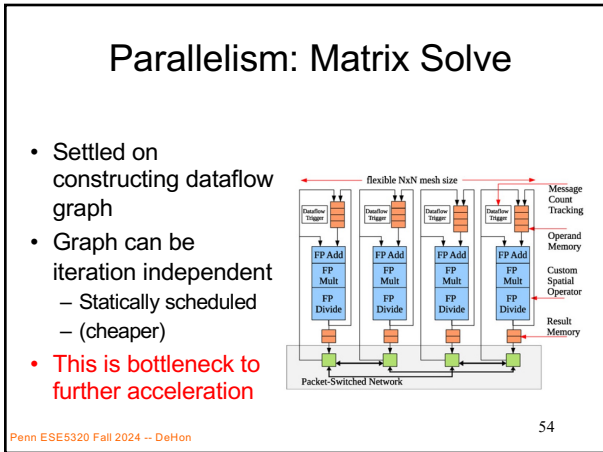 Parallelism: Matrix Solve
• Settled on
constructing dataflow
graph
• Graph can be
iteration independent
– Statically scheduled
– (cheaper)
• This is bottleneck to
further acceleration
flexible NxN mesh size
Dataflow
Trigger
Dataflow
Trigger
Dataflow
Trigger
Dataflow
Trigger
Message
Count
Tracking
Operand
Memory
FP Add
FP
Mult
FP
Divide
FP Add
FP
Mult
FP
Divide
FP Add
FP
Mult
FP
Divide
FP Add
FP
Mult
FP
Divide
Custom
Spatial
Operator
Result
Memory
Packet-Switched Network
Penn ESE5320 Fall 2024 -- DeHon
54